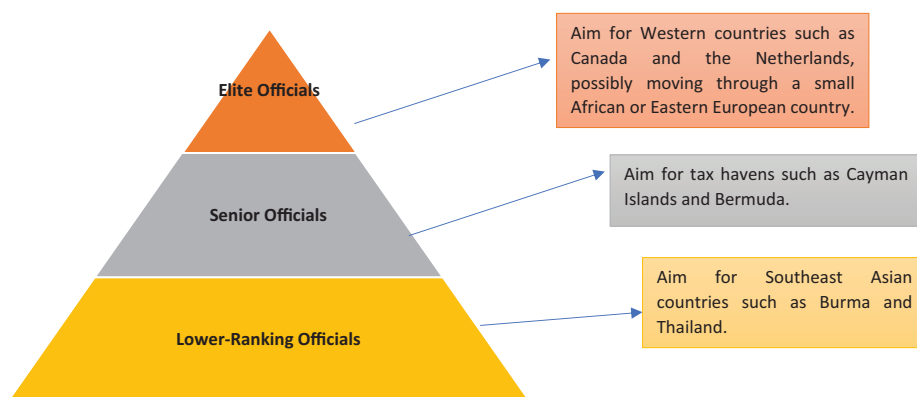 Elite Officials
Aim for Western countries such as
Canada and the Netherlands,
possibly moving through a small
African or Eastern European country.
Senior Officials
Aim for tax havens such as Cayman
Islands and Bermuda.
Lower-Ranking Officials
Aim for Southeast Asian
countries such as Burma and
Thailand.